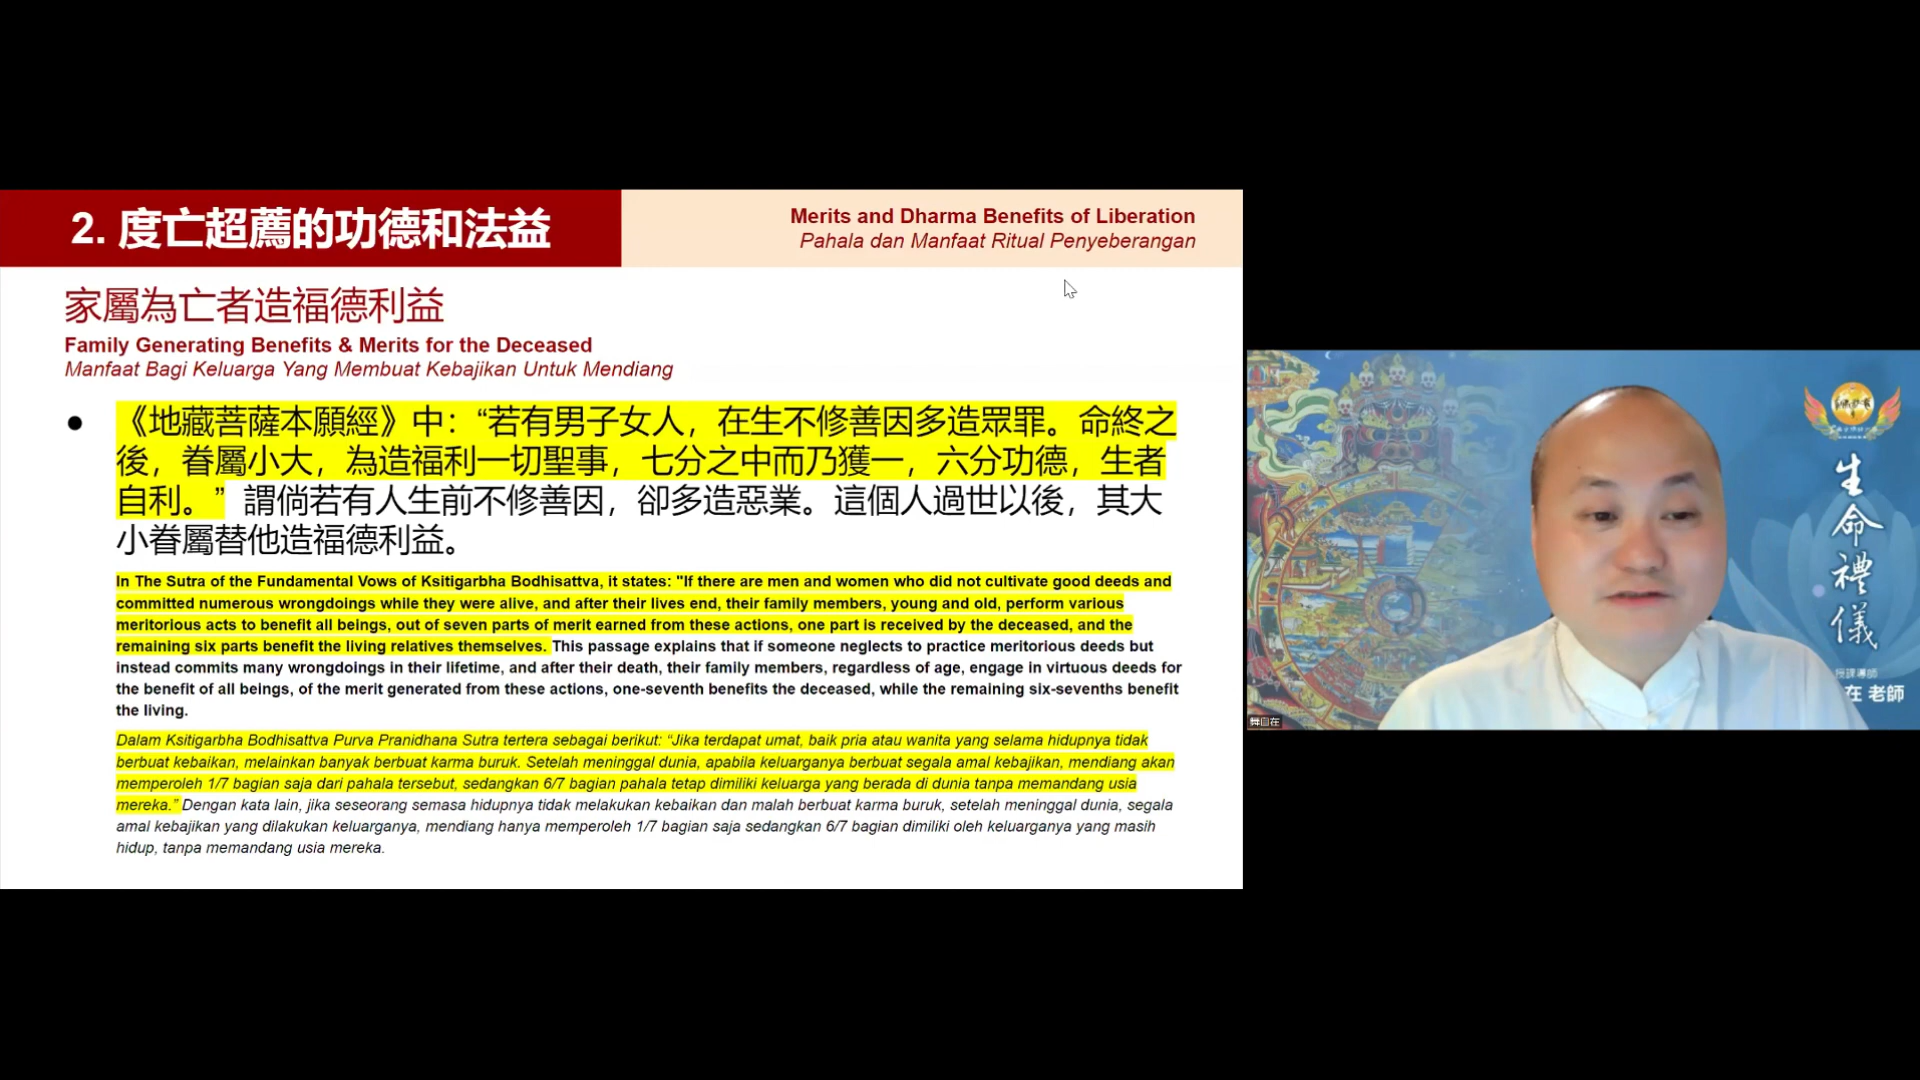 2. 度亡超薦的功德和法益
Merits and Dharma Benefits of Liberation
Pahala dan Manfaat Ritual Penyeberangan
家屬為亡者造福德利益
Family Generating Benefits & Merits for the Deceased
Manfaat Bagi Keluarga Yang Membuat Kebajikan Untuk Mendiang
● 《地藏菩薩本願經》中：“若有男子女人，在生不修善因多造眾罪。命終之
後，眷屬小大，為造福利一切聖事，七分之中而乃獲一，六分功德，生者
自利。” 謂倘若有人生前不修善因，卻多造惡業。這個人過世以後，其大
小眷屬替他造福德利益。
In The Sutra of the Fundamental Vows of Ksitigarbha Bodhisattva, it states: "If there are men and women who did not cultivate good deeds and
committed numerous wrongdoings while they were alive, and after their lives end, their family members, young and old, perform various
meritorious acts to benefit all beings, out of seven parts of merit earned from these actions, one part is received by the deceased, and the
remaining six parts benefit the living relatives themselves. This passage explains that if someone neglects to practice meritorious deeds but
instead commits many wrongdoings in their lifetime, and after their death, their family members, regardless of age, engage in virtuous deeds for
the benefit of all beings, of the merit generated from these actions, one-seventh benefits the deceased, while the remaining six-sevenths benefit
the living.
Dalam Ksitigarbha Bodhisattva Purva Pranidhana Sutra tertera sebagai berikut: “Jika terdapat umat, baik pria atau wanita yang selama hidupnya tidak
berbuat kebaikan, melainkan banyak berbuat karma buruk. Setelah meninggal dunia, apabila keluarganya berbuat segala amal kebajikan, mendiang akan
memperoleh 1/7 bagian saja dari pahala tersebut, sedangkan 6/7 bagian pahala tetap dimiliki keluarga yang berada di dunia tanpa memandang usia
mereka.” Dengan kata lain, jika seseorang semasa hidupnya tidak melakukan kebaikan dan malah berbuat karma buruk, setelah meninggal dunia, segala
amal kebajikan yang dilakukan keluarganya, mendiang hanya memperoleh 1/7 bagian saja sedangkan 6/7 bagian dimiliki oleh keluarganya yang masih
hidup, tanpa memandang usia mereka.
生命禮儀
授課導師
在 老師